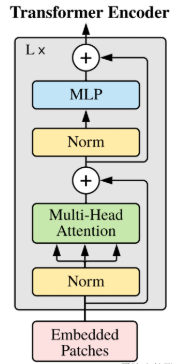 Transformer Encoder
L x
+
MLP
Norm
+
Multi-Head
Attention
Norm
Embedded
Patches